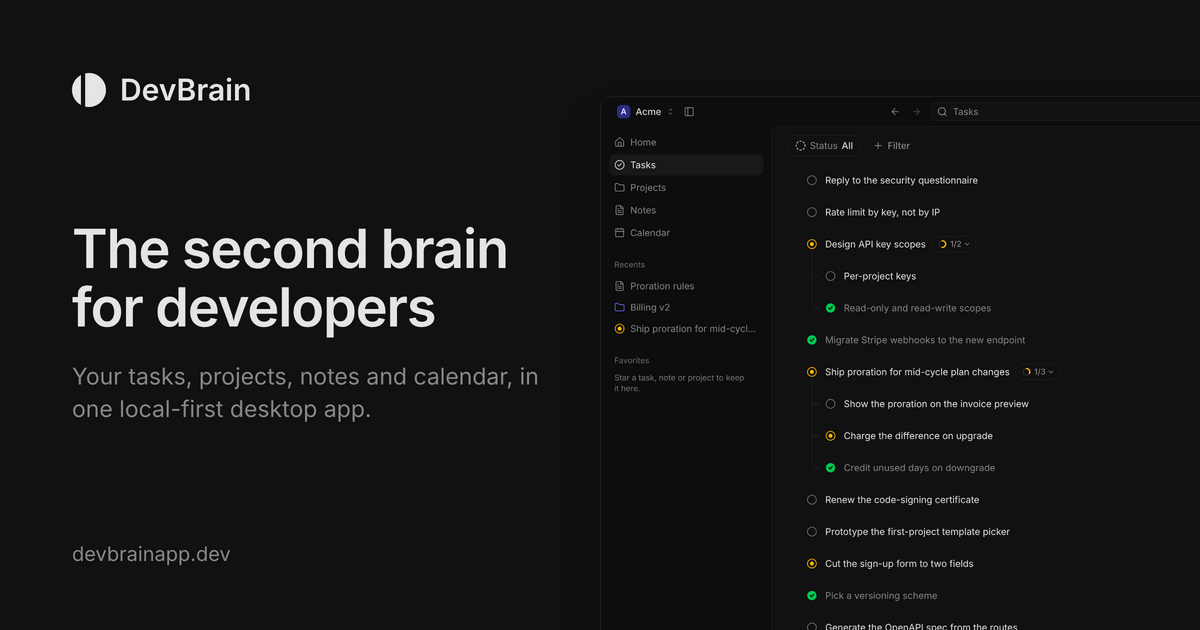 DevBrain
The second brain
for developers
Your tasks, projects, notes and calendar, in
one local-first desktop app.
devbrainapp.dev
A Acme
Tasks
Home
Tasks
Projects
Notes
Calendar
Recents
Proration rules
Billing v2
Ship proration for mid-cycl...
Favorites
Star a task, note or project to keep
it here.
Status All
Filter
Reply to the security questionnaire
Rate limit by key, not by IP
Design API key scopes 1/2
Per-project keys
Read-only and read-write scopes
Migrate Stripe webhooks to the new endpoint
Ship proration for mid-cycle plan changes 1/3
Show the proration on the invoice preview
Charge the difference on upgrade
Credit unused days on downgrade
Renew the code-signing certificate
Prototype the first-project template picker
Cut the sign-up form to two fields
Pick a versioning scheme
Generate the OpenAPI spec from the routes